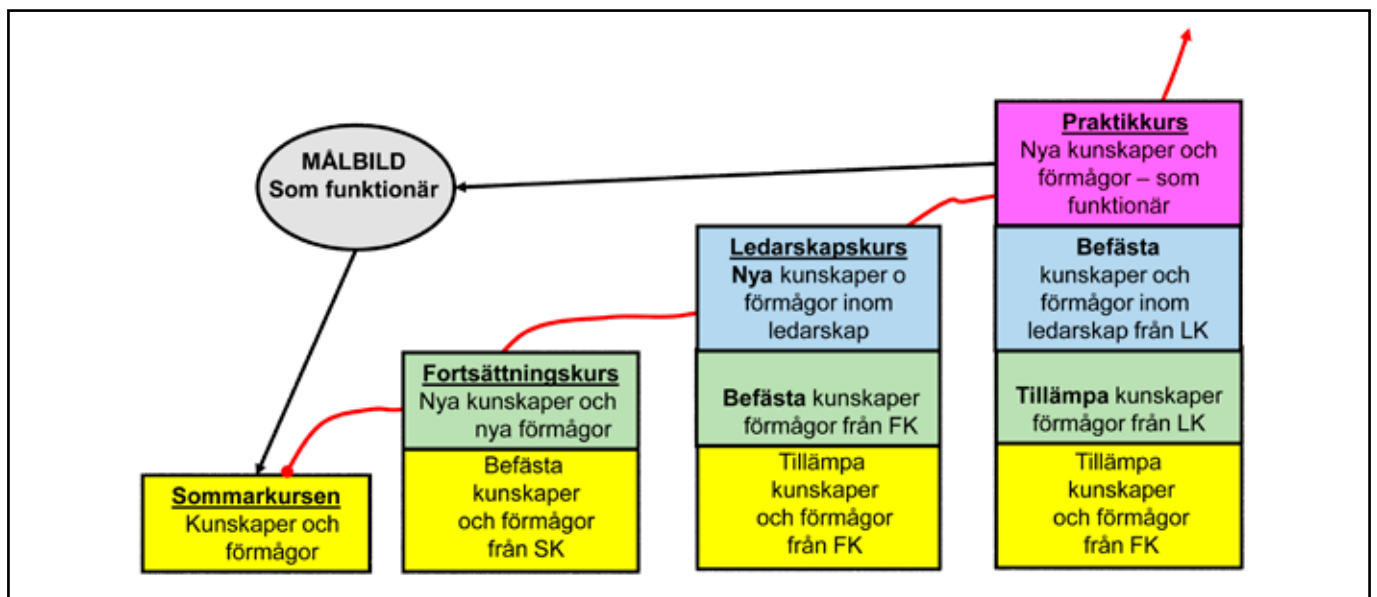 MÅLBILD
Som funktionär
Sommarkursen
Kunskaper och
förmågor
Fortsättningskurs
Nya kunskaper och
nya förmågor
Befästa
kunskaper
och förmågor
från SK
Ledarskapskurs
Nya kunskaper o
förmågor inom
ledarskap
Befästa kunskaper
förmågor från FK
Tillämpa
kunskaper
och förmågor
från FK
Praktikkurs
Nya kunskaper och
förmågor – som
funktionär
Befästa
kunskaper och
förmågor inom
ledarskap från LK
Tillämpa kunskaper
förmågor från LK
Tillämpa
kunskaper
och förmågor
från FK